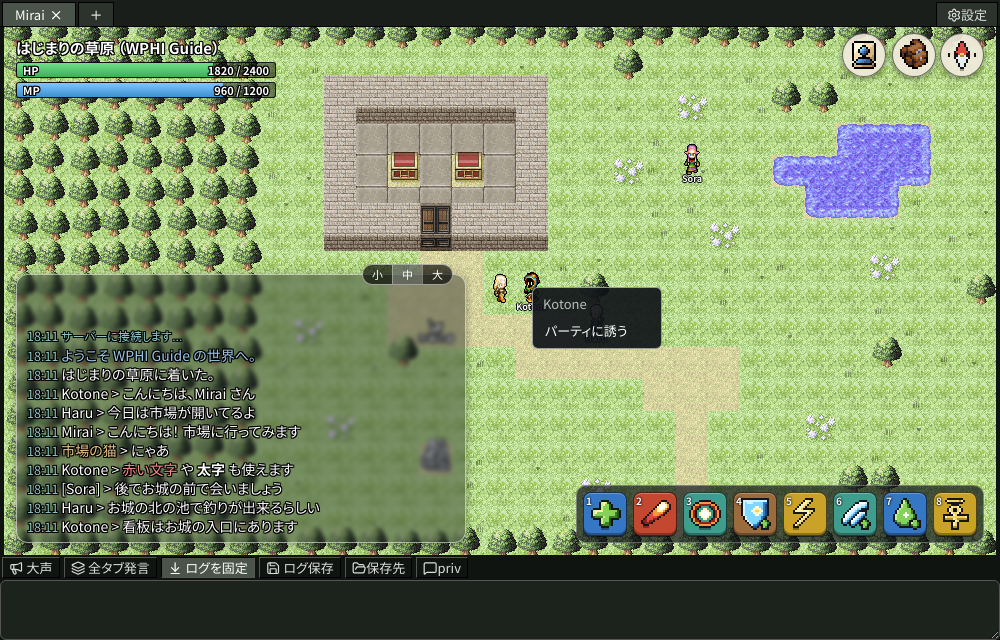 Mirai ×
+
設定
はじまりの草原 (WPHI Guide)
HP 1820 / 2400
MP 960 / 1200
Sora
Kotone
パーティに誘う
小 中 大
18:11 サーバーに接続します...
18:11 ようこそ WPHI Guide の世界へ。
18:11 はじまりの草原に着いた。
18:11 Kotone > こんにちは、Mirai さん
18:11 Haru > 今日は市場が開いてるよ
18:11 Mirai > こんにちは! 市場に行ってみます
18:11 市場の猫 > にゃあ
18:11 Kotone > 赤い文字 や 太字 も使えます
18:11 [Sora] > 後でお城の前で会いましょう
18:11 Haru > お城の北の池で釣りが出来るらしい
18:11 Kotone > 看板はお城の入口にあります
1 2 3 4 5 6 7 8
大声 全タブ発言 ログを固定 ログ保存 保存先 priv